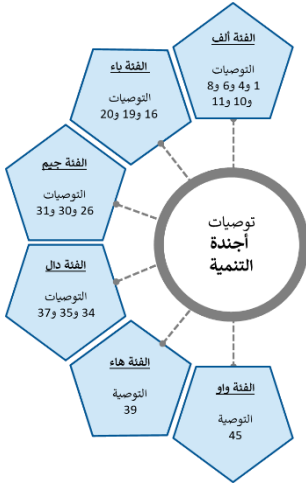 الفئة ألف
التوصيات
1 و4 و6 و8
و10 و11
الفئة باء
التوصيات
16 و19 و20
الفئة جيم
التوصيات
26 و30 و31
الفئة دال
التوصيات
34 و35 و37
الفئة هاء
التوصية
39
الفئة واو
التوصية
45
توصيات
أجندة
التنمية